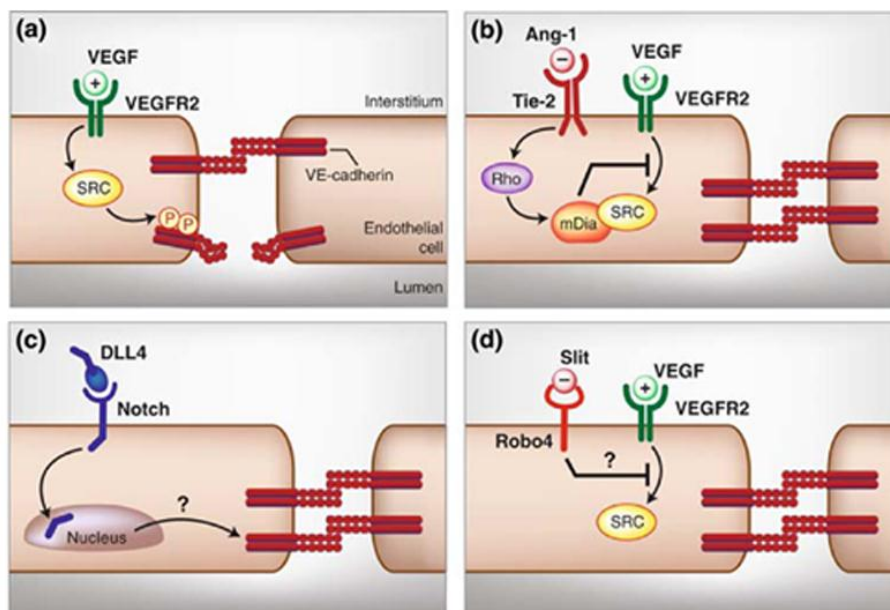 (a)
VEGF
+
VEGFR2
Interstitium
SRC
VE-cadherin
P
P
Endothelial
cell
Lumen
(b)
Ang-1
−
VEGF
+
Tie-2
VEGFR2
Rho
mDia
SRC
(c)
DLL4
Notch
?
Nucleus
(d)
Slit
−
VEGF
+
VEGFR2
Robo4
?
SRC